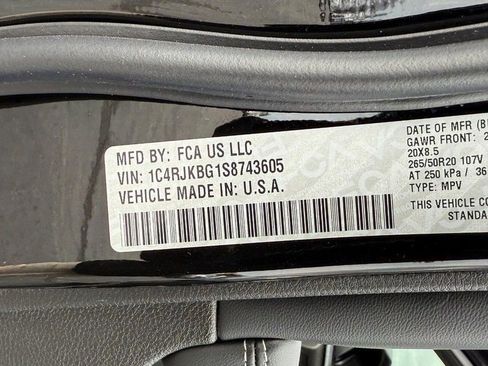 MFD BY: FCA US LLC
VIN: 1C4RJKBG1S8743605
VEHICLE MADE IN U.S.A.
DATE OF MFR
GAWR FRONT:
20X8.5
265/50R20 107V
AT 250 kPa / 36
TYPE: MPV
THIS VEHICLE
STANDA